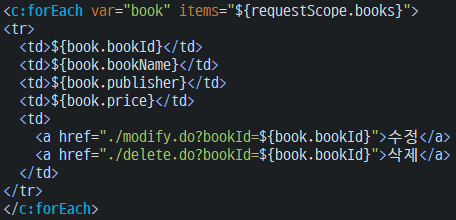 <c:forEach var="book" items="${requestScope.books}">
<tr>
  <td>${book.bookId}</td>
  <td>${book.bookName}</td>
  <td>${book.publisher}</td>
  <td>${book.price}</td>
  <td>
    <a href="./modify.do?bookId=${book.bookId}">수정</a>
    <a href="./delete.do?bookId=${book.bookId}">삭제</a>
  </td>
</tr>
</c:forEach>